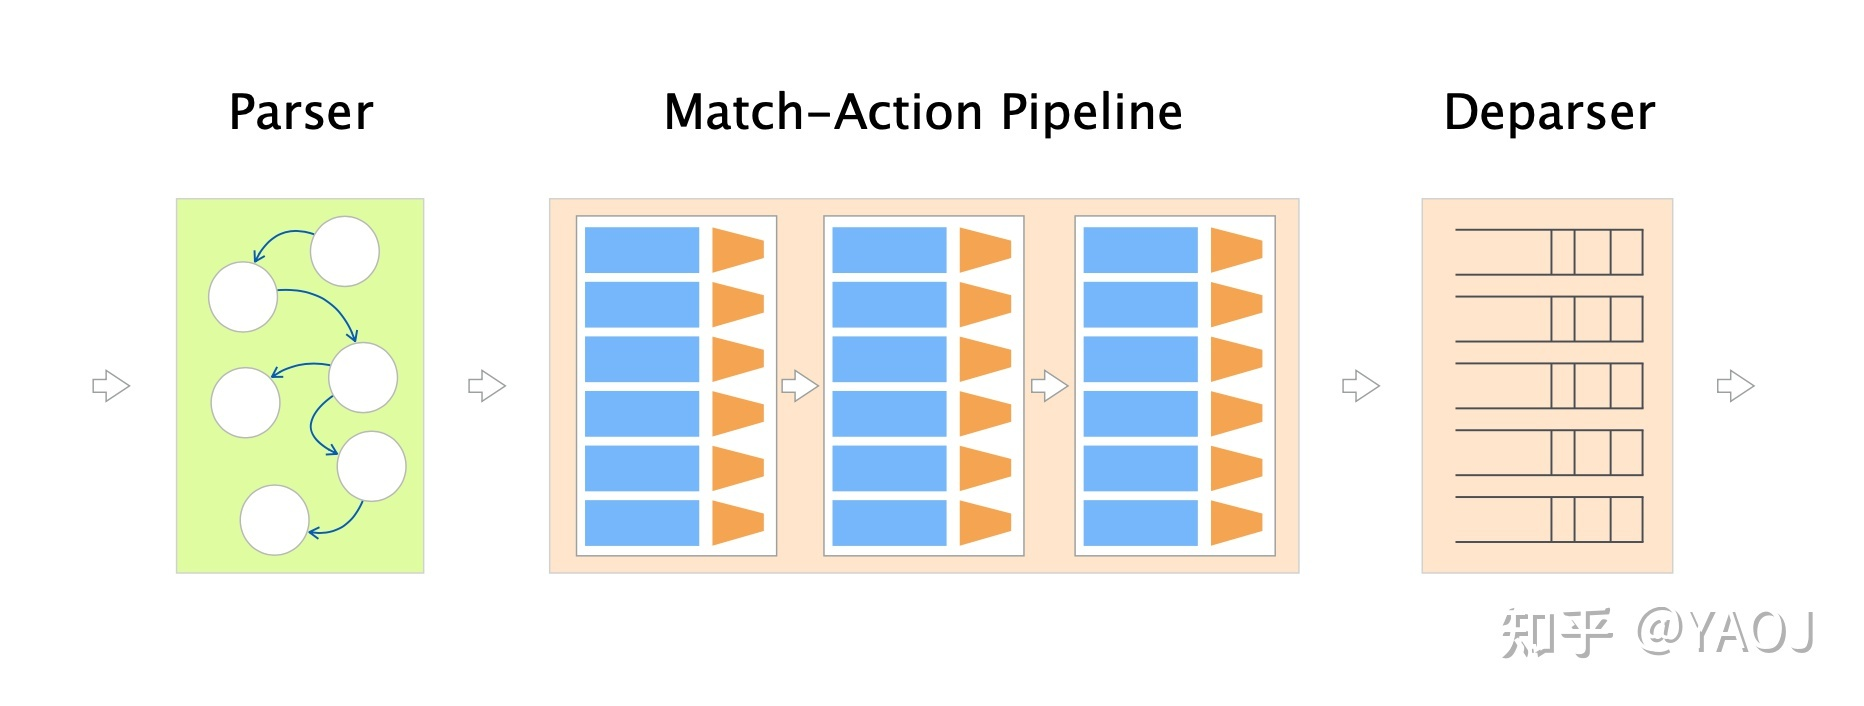 Parser
Match-Action Pipeline
Deparser
知乎 @YAOJ